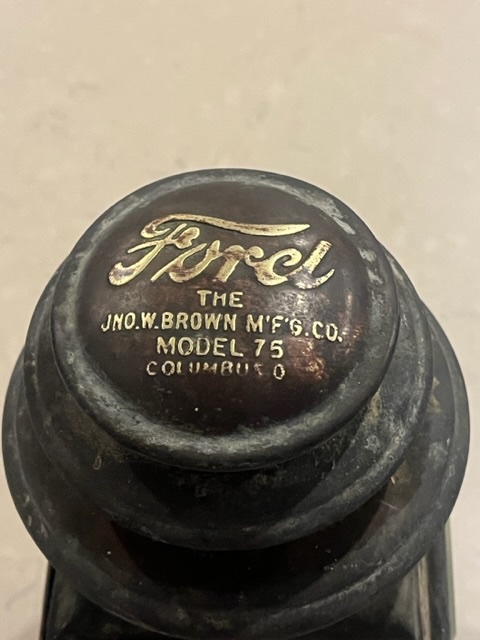 Ford
THE
JNO.W.BROWN M'F'G.CO.
MODEL 75
COLUMBUS O